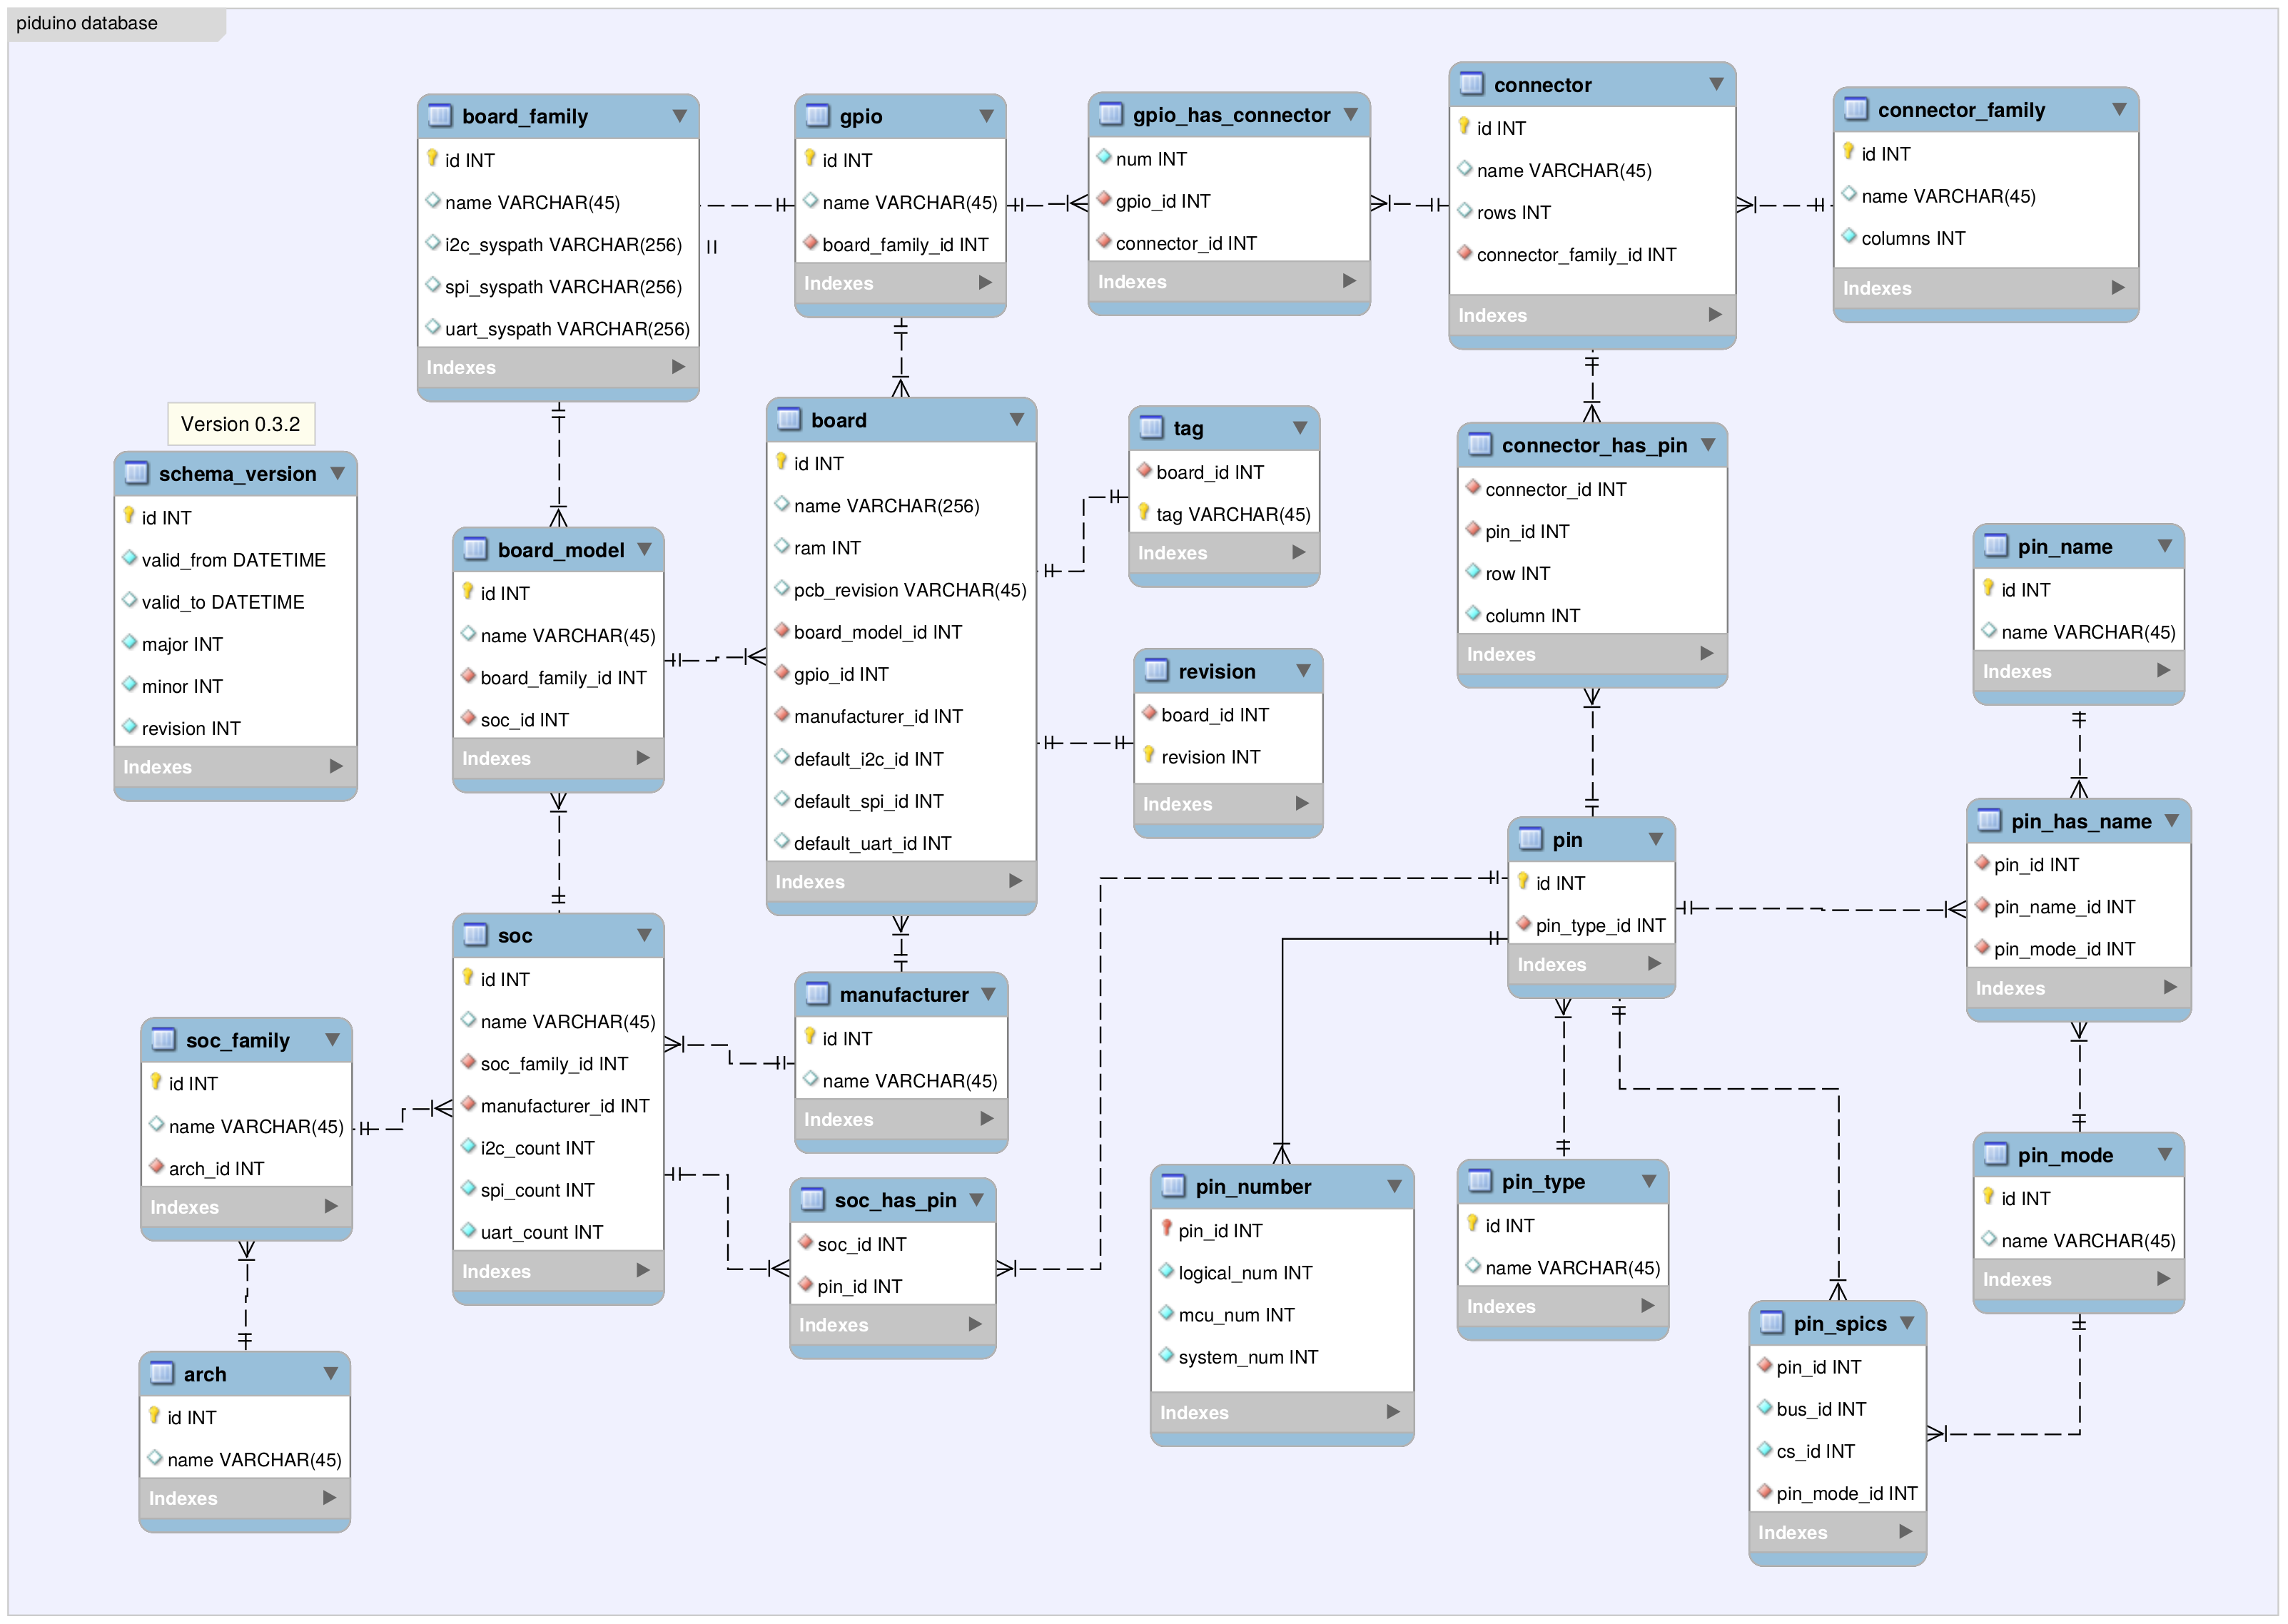 piduino database
board_family
id INT
name VARCHAR(45)
i2c_syspath VARCHAR(256)
spi_syspath VARCHAR(256)
uart_syspath VARCHAR(256)
Indexes
gpio
id INT
name VARCHAR(45)
board_family_id INT
Indexes
gpio_has_connector
num INT
gpio_id INT
connector_id INT
Indexes
connector
id INT
name VARCHAR(45)
rows INT
connector_family_id INT
Indexes
connector_family
id INT
name VARCHAR(45)
columns INT
Indexes
Version 0.3.2
schema_version
id INT
valid_from DATETIME
valid_to DATETIME
major INT
minor INT
revision INT
Indexes
board_model
id INT
name VARCHAR(45)
board_family_id INT
soc_id INT
Indexes
board
id INT
name VARCHAR(256)
ram INT
pcb_revision VARCHAR(45)
board_model_id INT
gpio_id INT
manufacturer_id INT
default_i2c_id INT
default_spi_id INT
default_uart_id INT
Indexes
tag
board_id INT
tag VARCHAR(45)
Indexes
revision
board_id INT
revision INT
Indexes
connector_has_pin
connector_id INT
pin_id INT
row INT
column INT
Indexes
pin_name
id INT
name VARCHAR(45)
Indexes
pin
id INT
pin_type_id INT
Indexes
pin_has_name
pin_id INT
pin_name_id INT
pin_mode_id INT
Indexes
soc
id INT
name VARCHAR(45)
soc_family_id INT
manufacturer_id INT
i2c_count INT
spi_count INT
uart_count INT
Indexes
manufacturer
id INT
name VARCHAR(45)
Indexes
soc_family
id INT
name VARCHAR(45)
arch_id INT
Indexes
soc_has_pin
soc_id INT
pin_id INT
Indexes
pin_number
pin_id INT
logical_num INT
mcu_num INT
system_num INT
Indexes
pin_type
id INT
name VARCHAR(45)
Indexes
pin_mode
id INT
name VARCHAR(45)
Indexes
pin_spics
pin_id INT
bus_id INT
cs_id INT
pin_mode_id INT
Indexes
arch
id INT
name VARCHAR(45)
Indexes